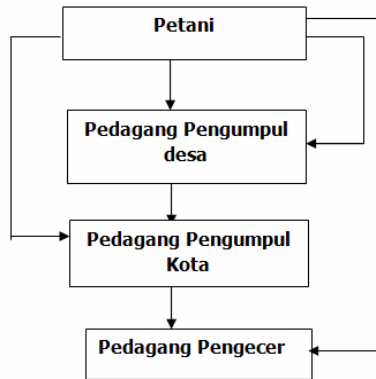 Petani
Pedagang Pengumpul
desa
Pedagang Pengumpul
Kota
Pedagang Pengecer